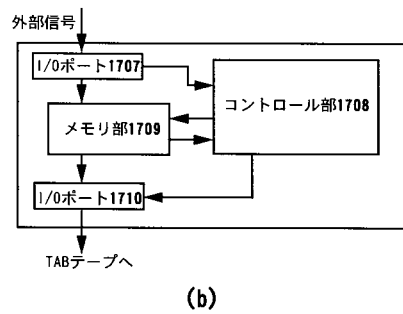 外部信号
I/Oポート1707
コントロール部1708
メモリ部1709
I/Oポート1710
TABテープへ
(b)